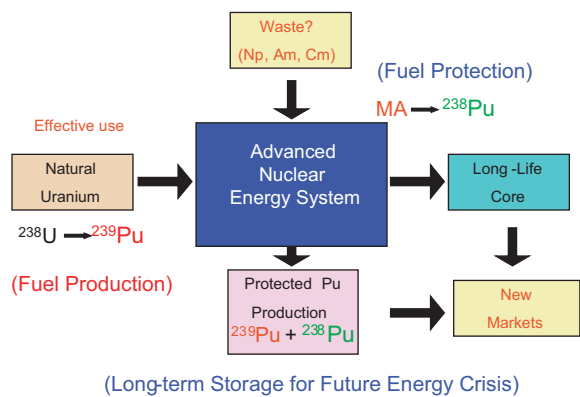 Waste?
(Np, Am, Cm)
(Fuel Protection)
MA → ²³⁸Pu
Effective use
Natural
Uranium
Advanced
Nuclear
Energy System
Long -Life
Core
²³⁸U → ²³⁹Pu
(Fuel Production)
Protected Pu
Production
²³⁹Pu + ²³⁸Pu
New
Markets
(Long-term Storage for Future Energy Crisis)